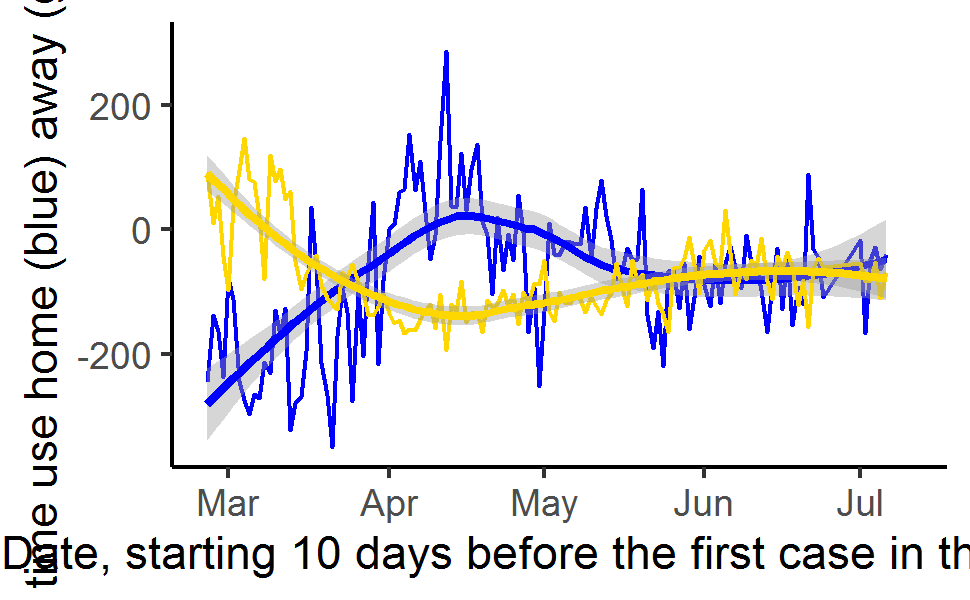 time use home (blue) away (
200
0
-200
Mar Apr May Jun Jul
Date, starting 10 days before the first case in th